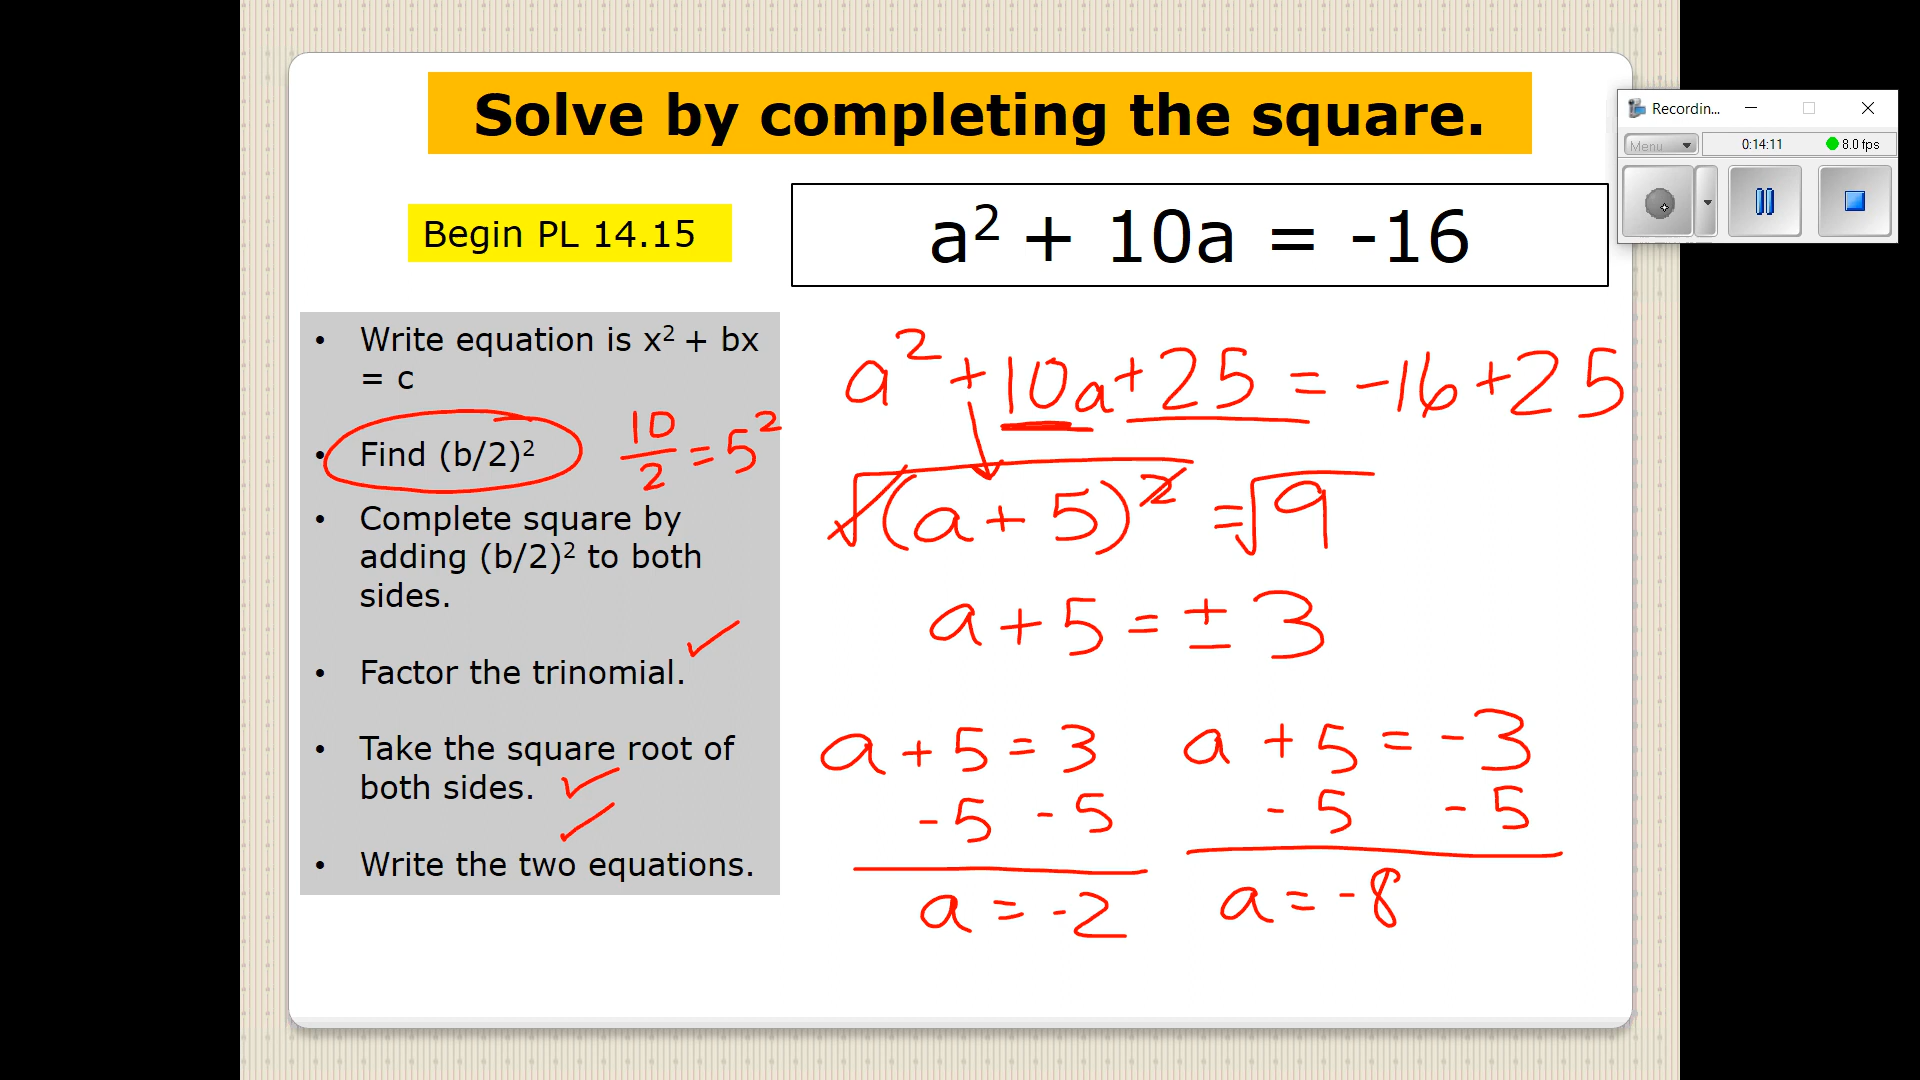 Solve by completing the square.
Recordin...
Menu
0:14:11
8.0 fps
Begin PL 14.15
a² + 10a = -16
• Write equation is x² + bx
= c
• Find (b/2)²
10/2 = 5²
• Complete square by
adding (b/2)² to both
sides.
• Factor the trinomial. ✓
• Take the square root of
both sides. ✓
✓
• Write the two equations.
a² + 10a + 25 = -16 + 25
√(a + 5)² = √9
a + 5 = ± 3
a + 5 = 3
- 5 - 5
a = -2
a + 5 = -3
- 5 - 5
a = -8